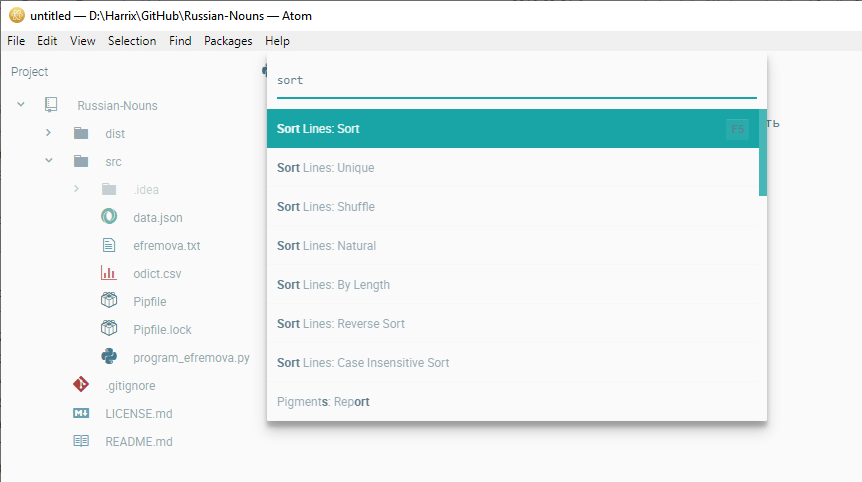 untitled — D:\Harrix\GitHub\Russian-Nouns — Atom
File Edit View Selection Find Packages Help
Project
Russian-Nouns
dist
src
.idea
data.json
efremova.txt
odict.csv
Pipfile
Pipfile.lock
program_efremova.py
.gitignore
LICENSE.md
README.md
sort
Sort Lines: Sort F5
Sort Lines: Unique
Sort Lines: Shuffle
Sort Lines: Natural
Sort Lines: By Length
Sort Lines: Reverse Sort
Sort Lines: Case Insensitive Sort
Pigments: Report
ть